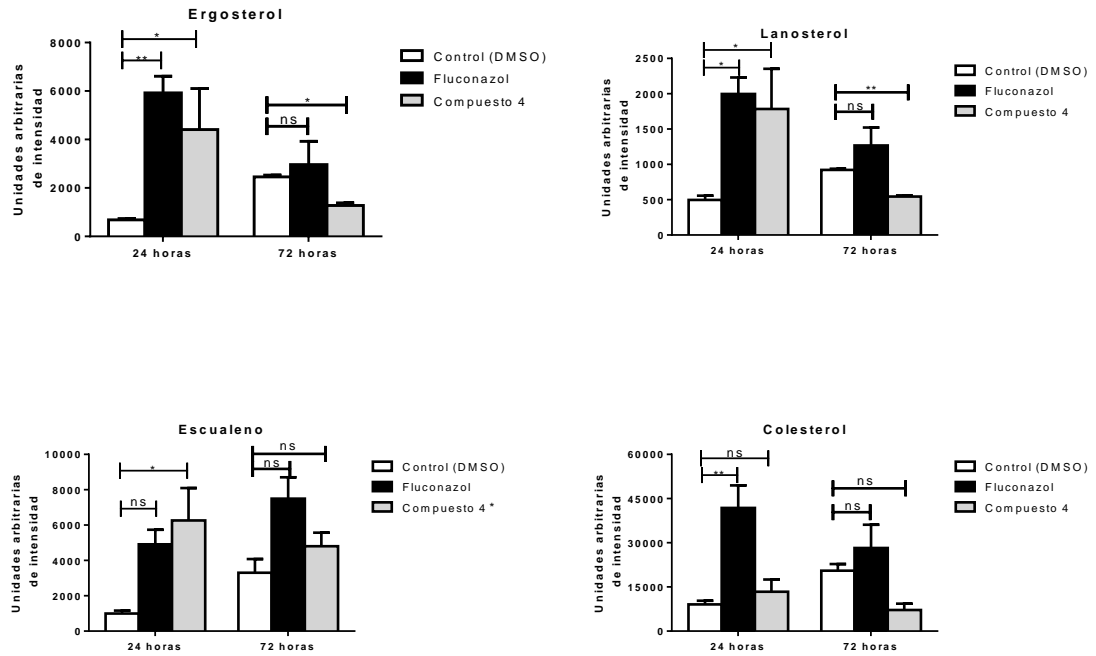 Ergosterol
Unidades arbitrarias
de intensidad
8000
6000
4000
2000
0
*
**
*
ns
24 horas
72 horas
Control (DMSO)
Fluconazol
Compuesto 4
Lanosterol
Unidades arbitrarias
de intensidad
2500
2000
1500
1000
500
0
*
*
**
ns
24 horas
72 horas
Control (DMSO)
Fluconazol
Compuesto 4
Escualeno
Unidades arbitrarias
de intensidad
10000
8000
6000
4000
2000
0
*
ns
ns
ns
24 horas
72 horas
Control (DMSO)
Fluconazol
Compuesto 4 *
Colesterol
Unidades arbitrarias
de intensidad
60000
45000
30000
15000
0
ns
**
ns
ns
24 horas
72 horas
Control (DMSO)
Fluconazol
Compuesto 4